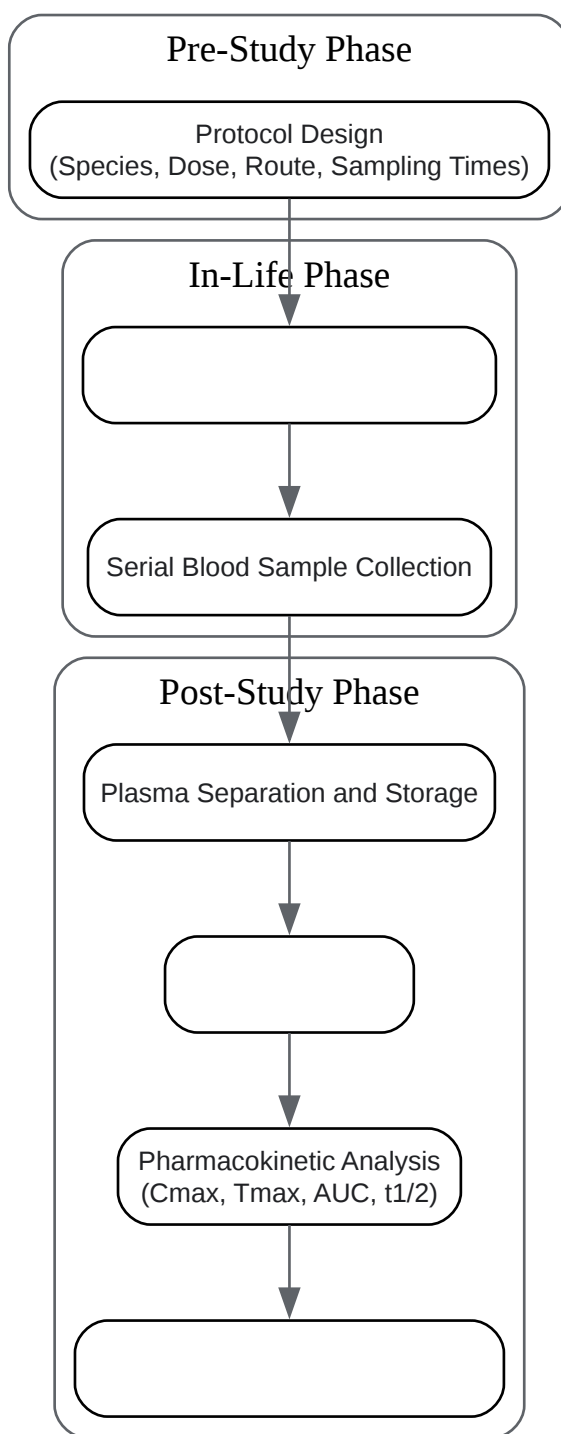 Pre-Study Phase
Protocol Design
(Species, Dose, Route, Sampling Times)
In-Life Phase
Serial Blood Sample Collection
Post-Study Phase
Plasma Separation and Storage
Pharmacokinetic Analysis
(Cmax, Tmax, AUC, t1/2)